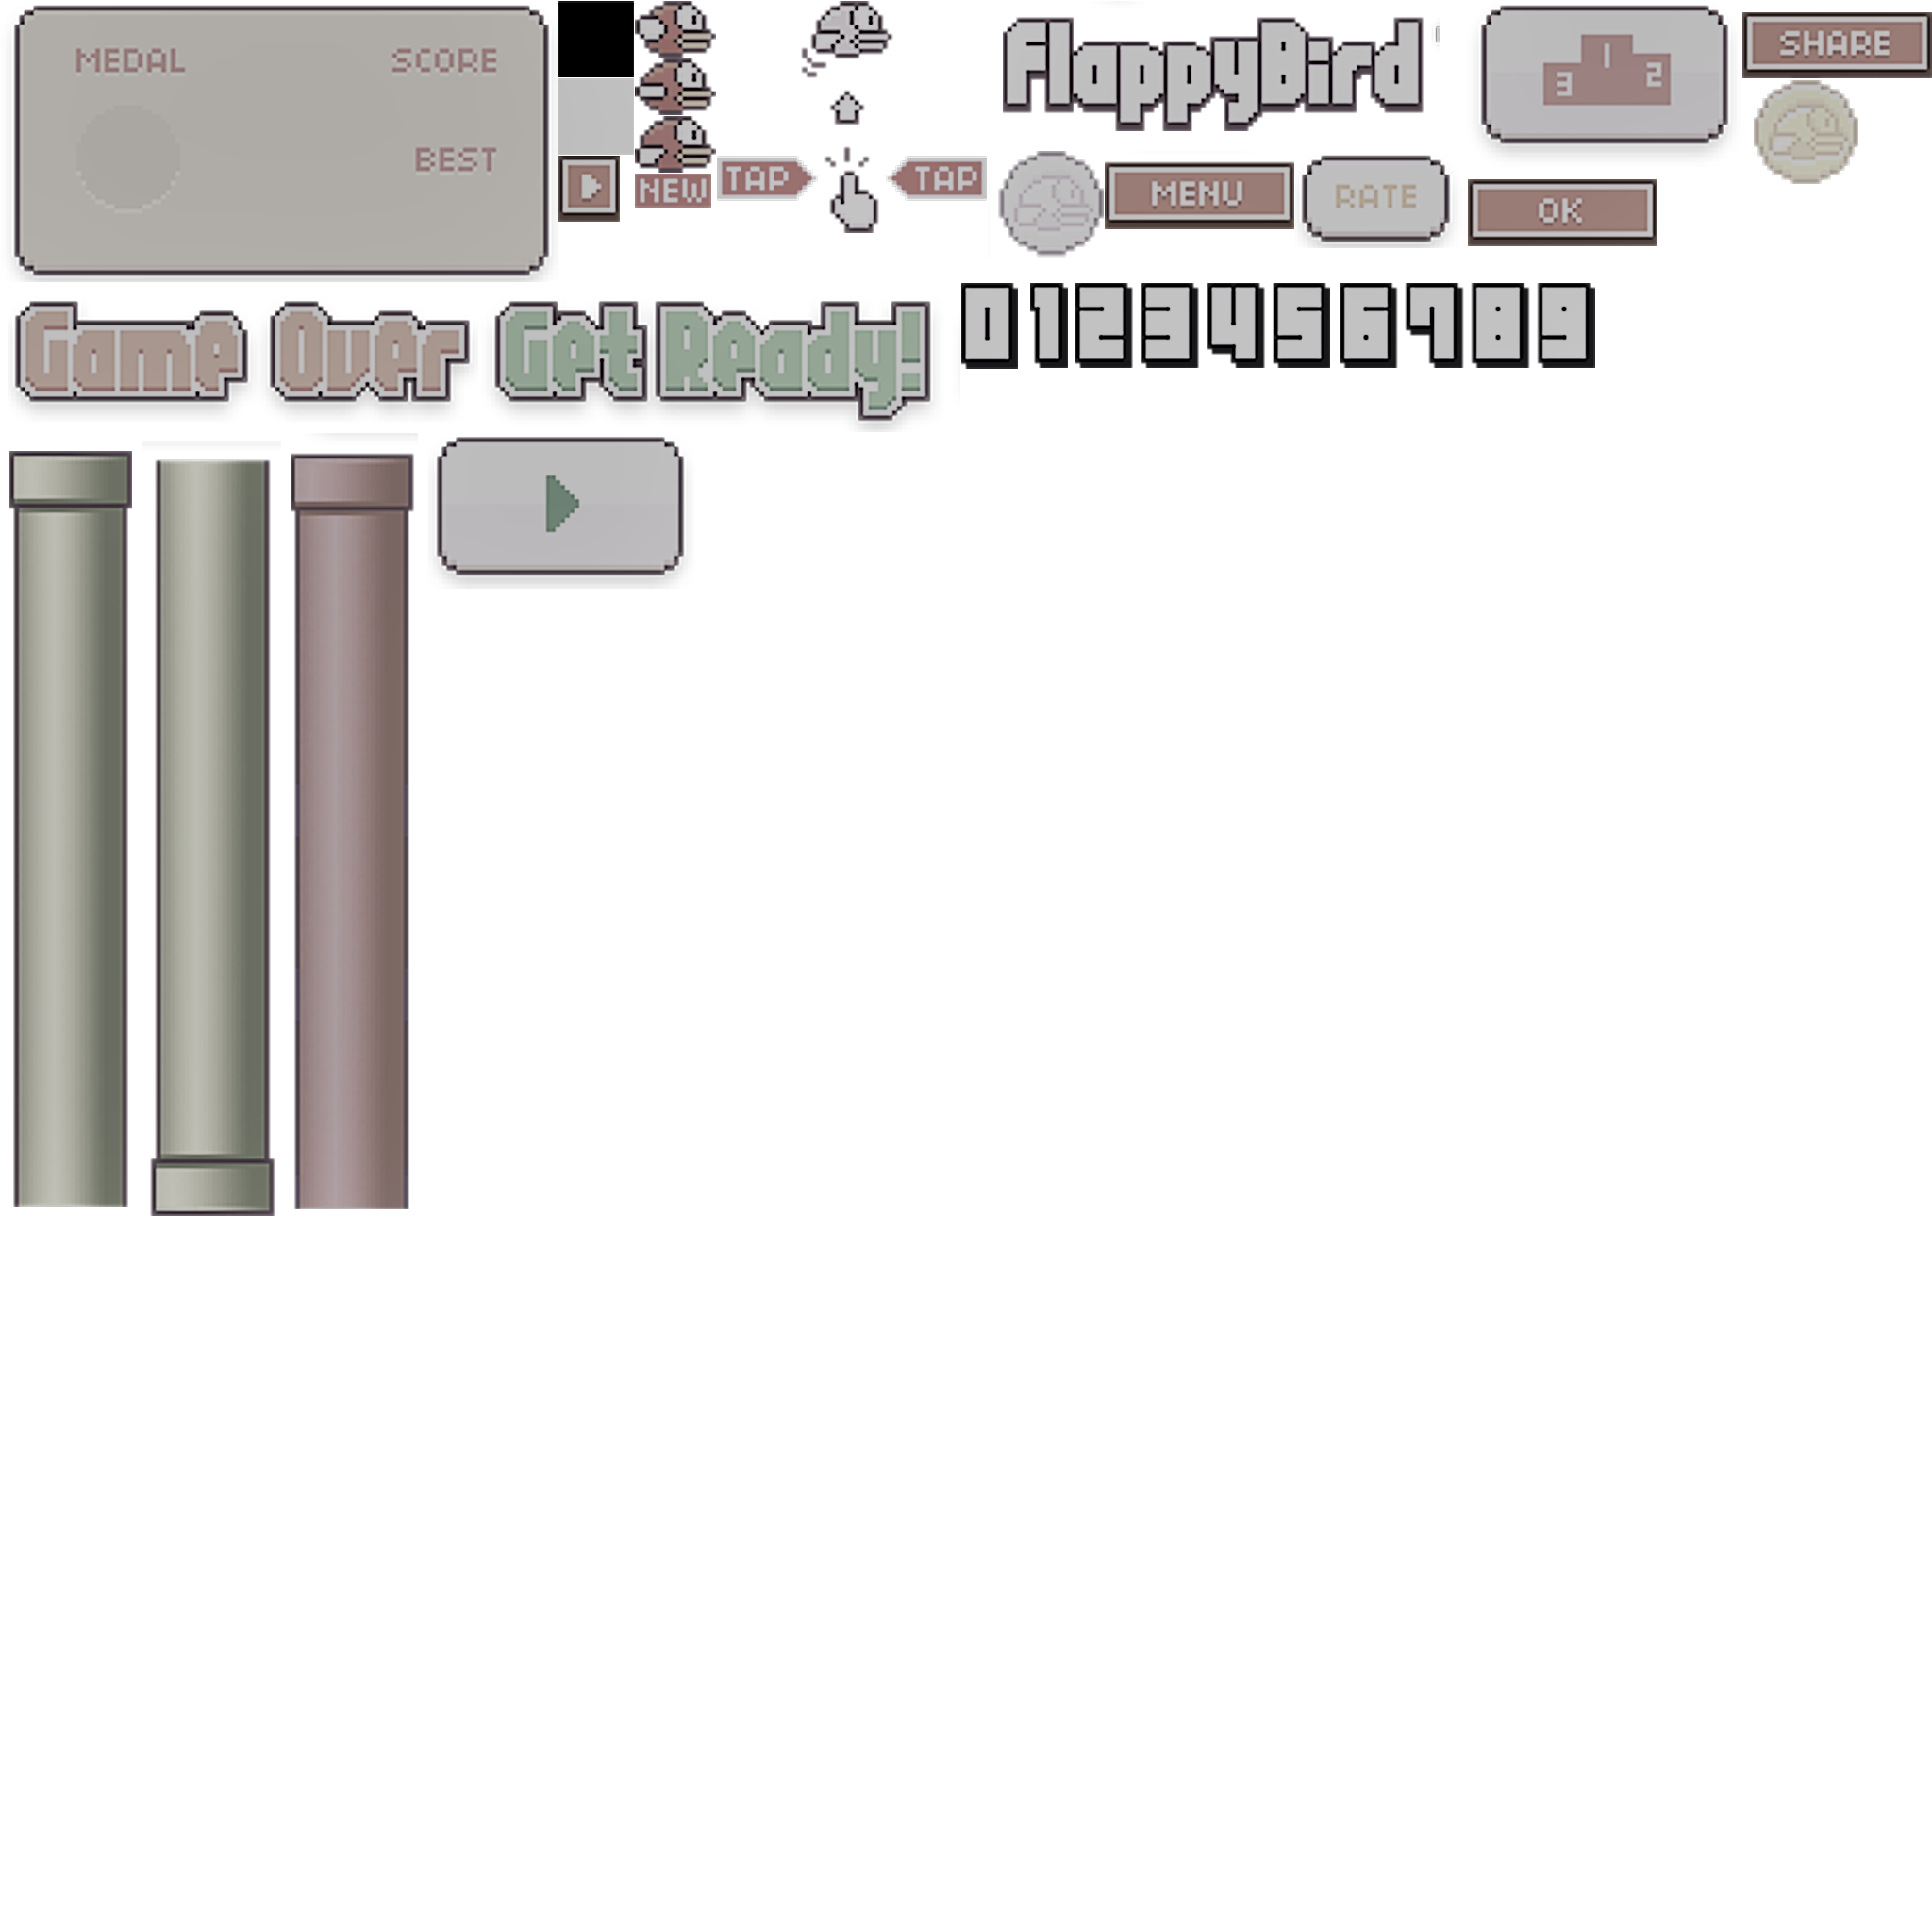 MEDAL SCORE
BEST
NEW
TAP
TAP
FlappyBird
1
3 2
SHARE
MENU
RATE
OK
Game Over
Get Ready!
0123456789